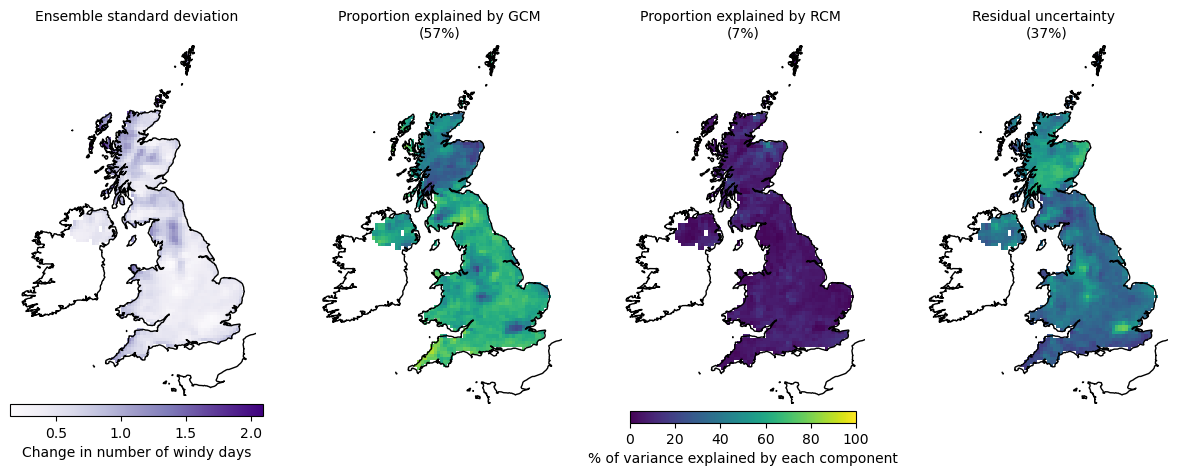 Ensemble standard deviation
Proportion explained by GCM
(57%)
Proportion explained by RCM
(7%)
Residual uncertainty
(37%)
0.5 1.0 1.5 2.0
Change in number of windy days
0 20 40 60 80 100
% of variance explained by each component